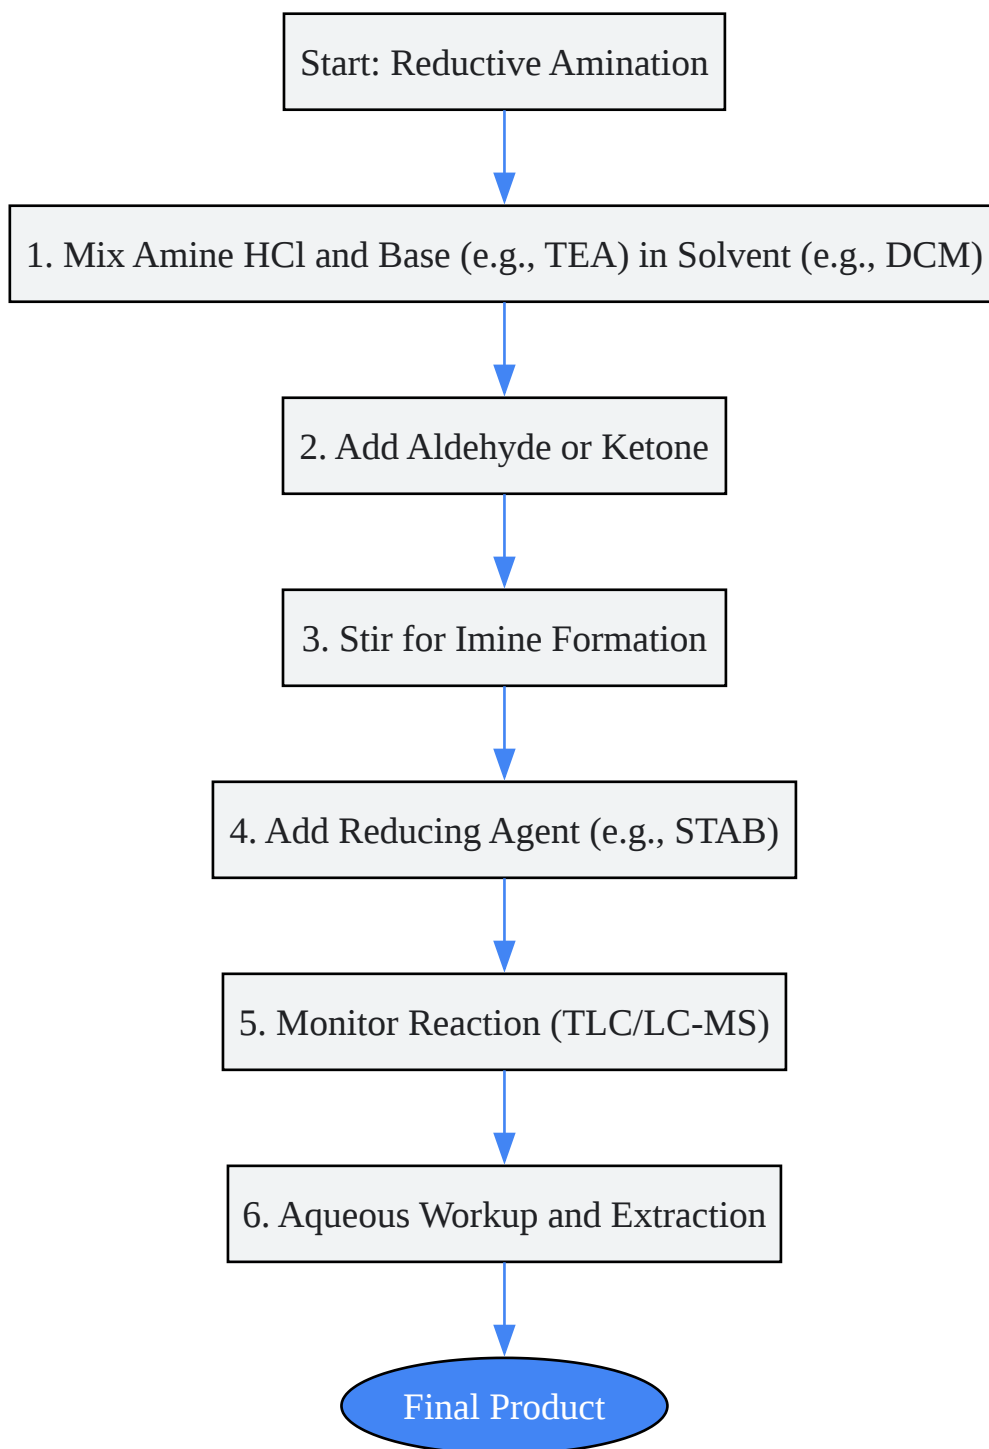 Start: Reductive Amination
1. Mix Amine HCl and Base (e.g., TEA) in Solvent (e.g., DCM)
2. Add Aldehyde or Ketone
3. Stir for Imine Formation
4. Add Reducing Agent (e.g., STAB)
5. Monitor Reaction (TLC/LC-MS)
6. Aqueous Workup and Extraction
Final Product